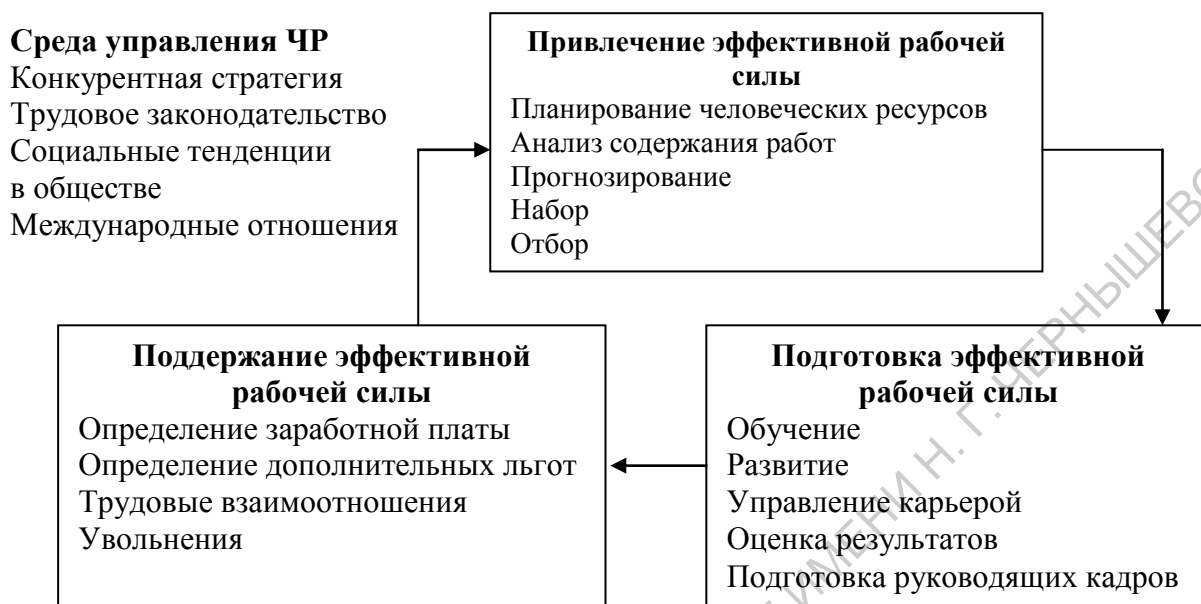 Среда управления ЧР
Конкурентная стратегия
Трудовое законодательство
Социальные тенденции
в обществе
Международные отношения
Привлечение эффективной рабочей
силы
Планирование человеческих ресурсов
Анализ содержания работ
Прогнозирование
Набор
Отбор
Поддержание эффективной
рабочей силы
Определение заработной платы
Определение дополнительных льгот
Трудовые взаимоотношения
Увольнения
Подготовка эффективной
рабочей силы
Обучение
Развитие
Управление карьерой
Оценка результатов
Подготовка руководящих кадров
ИМЕНИ Н. Г. ЧЕРНЫШЕВС